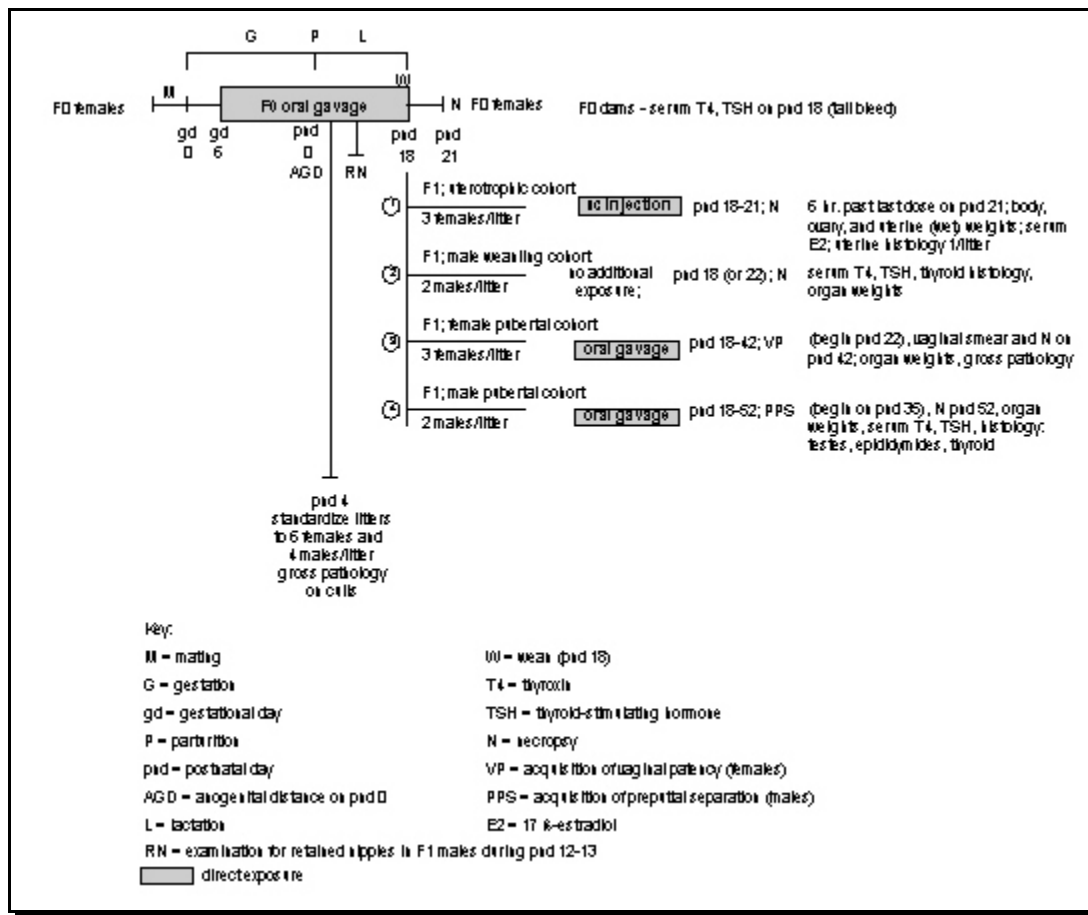 G P L
M W
F0 females F0 oral gavage N F0 females F0 dams - serum T4, TSH on pnd 18 (tail bleed)
gd gd pnd pnd pnd
0 6 0 18 21
AGD RN
F1; uterotrophic cohort
1 sc injection pnd 18-21; N 6 hr. past last dose on pnd 21; body,
3 females/litter ovary, and uterine (wet) weights; serum
E2; uterine histology 1/litter
F1; male weanling cohort
2 no additional pnd 18 (or 22); N serum T4, TSH, thyroid histology,
2 males/litter exposure; organ weights
F1; female pubertal cohort
3 oral gavage pnd 18-42; VP (begin pnd 22), vaginal smear and N on
3 females/litter pnd 42; organ weights, gross pathology
F1; male pubertal cohort
4 oral gavage pnd 18-52; PPS (begin on pnd 35), N pnd 52, organ
2 males/litter weights, serum T4, TSH, histology:
testes, epididymides, thyroid
pnd 4
standardize litters
to 6 females and
4 males/litter
gross pathology
on culls
Key:
M = mating W = wean (pnd 18)
G = gestation T4 = thyroxin
gd = gestational day TSH = thyroid-stimulating hormone
P = parturition N = necropsy
pnd = postnatal day VP = acquisition of vaginal patency (females)
AGD = anogenital distance on pnd 0 PPS = acquisition of preputial separation (males)
L = lactation E2 = 17 ß-estradiol
RN = examination for retained nipples in F1 males during pnd 12-13
direct exposure